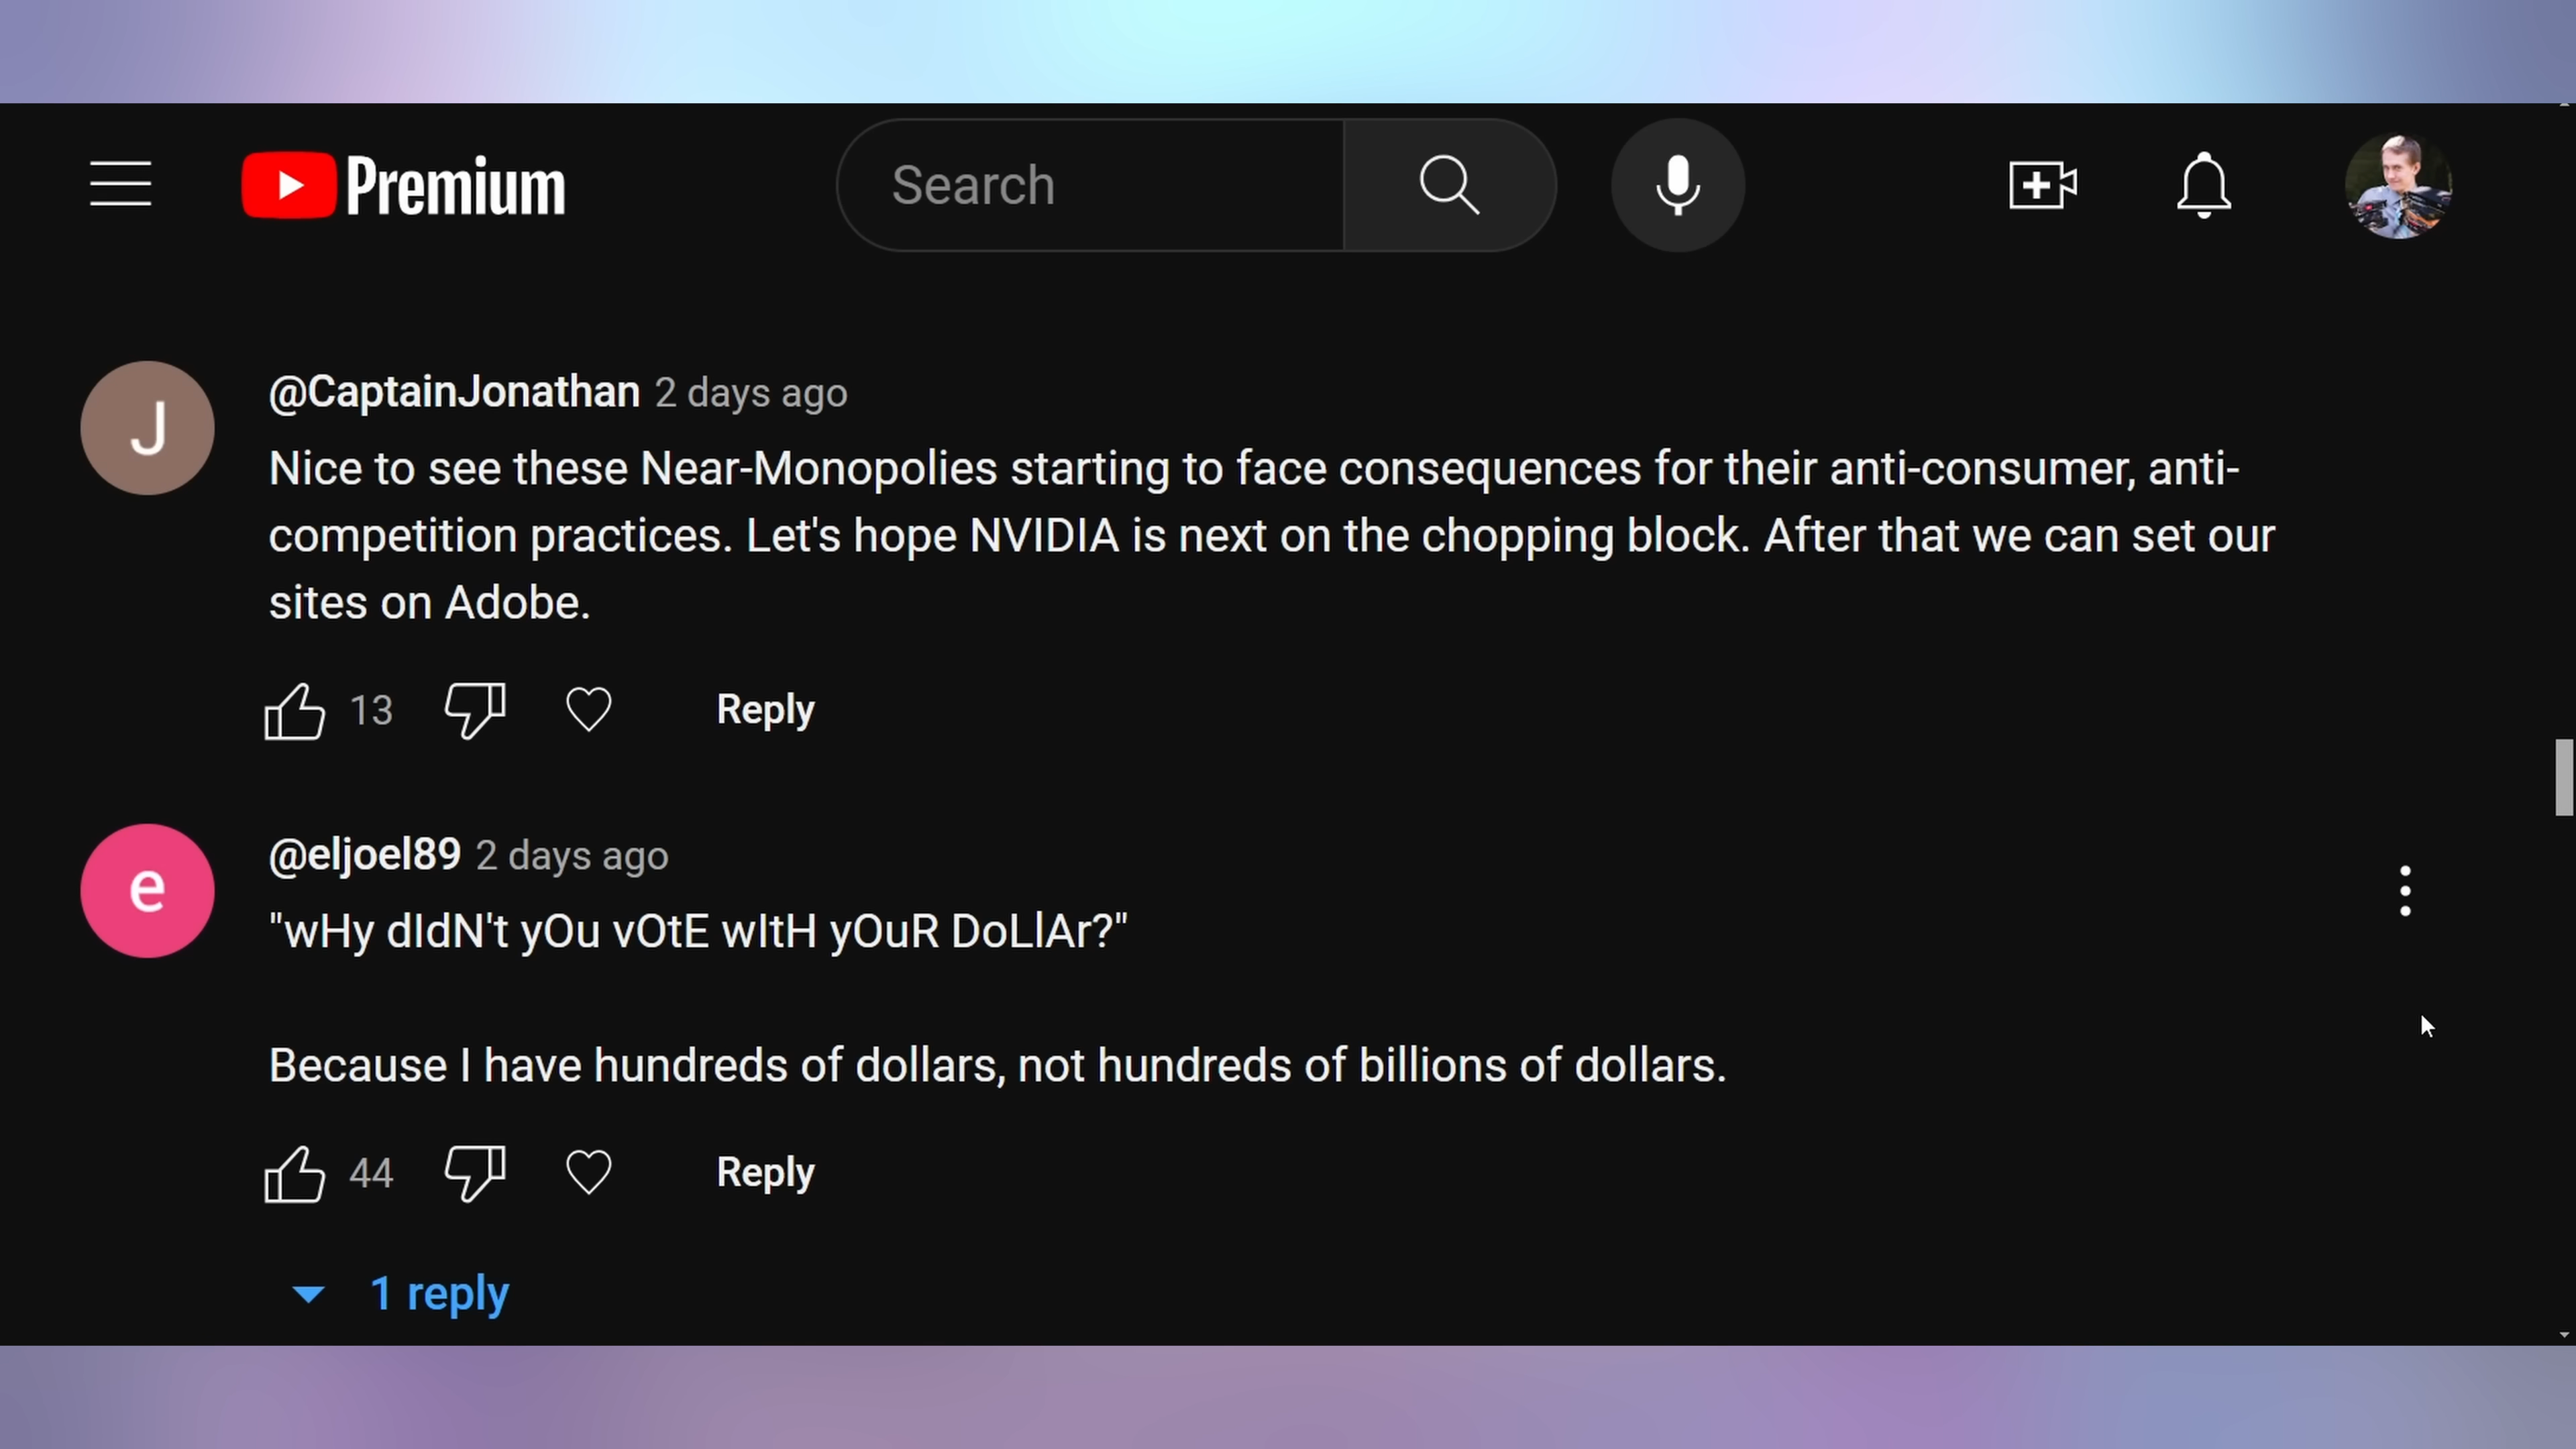 Premium
Search
J
@CaptainJonathan 2 days ago
Nice to see these Near-Monopolies starting to face consequences for their anti-consumer, anti-
competition practices. Let's hope NVIDIA is next on the chopping block. After that we can set our
sites on Adobe.
13 Reply
e
@eljoel89 2 days ago
"wHy dIdN't yOu vOtE wItH yOuR DoLlAr?"
Because I have hundreds of dollars, not hundreds of billions of dollars.
44 Reply
1 reply